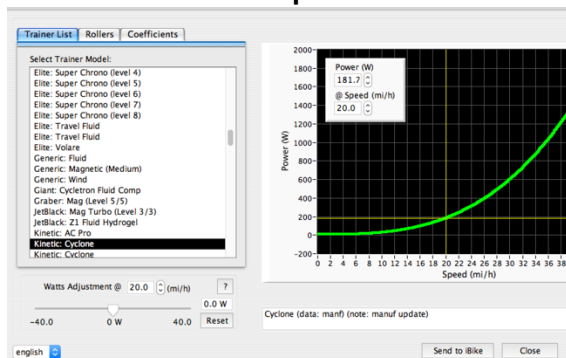 Trainer List Rollers Coefficients
Select Trainer Model:
Elite: Super Chrono (level 4)
Elite: Super Chrono (level 5)
Elite: Super Chrono (level 6)
Elite: Super Chrono (level 7)
Elite: Super Chrono (level 8)
Elite: Travel Fluid
Elite: Travel Fluid
Elite: Volare
Generic: Fluid
Generic: Magnetic (Medium)
Generic: Wind
Giant: Cycletron Fluid Comp
Graber: Mag (Level 5/5)
JetBlack: Mag Turbo (Level 3/3)
JetBlack: Z1 Fluid Hydrogel
Kinetic: AC Pro
Kinetic: Cyclone
Kinetic: Cyclone
Watts Adjustment @ 20.0 (mi/h) ?
0.0 W
-40.0 0 W 40.0 Reset
english
Power (W)
181.7
@ Speed (mi/h)
20.0
2000
1800
1600
1400
1200
1000
800
600
400
200
0
-200
Power (W)
0 2 4 6 8 10 12 14 16 18 20 22 24 26 28 30 32 34 36 38
Speed (mi/h)
Cyclone (data: manf) (note: manuf update)
Send to iBike Close